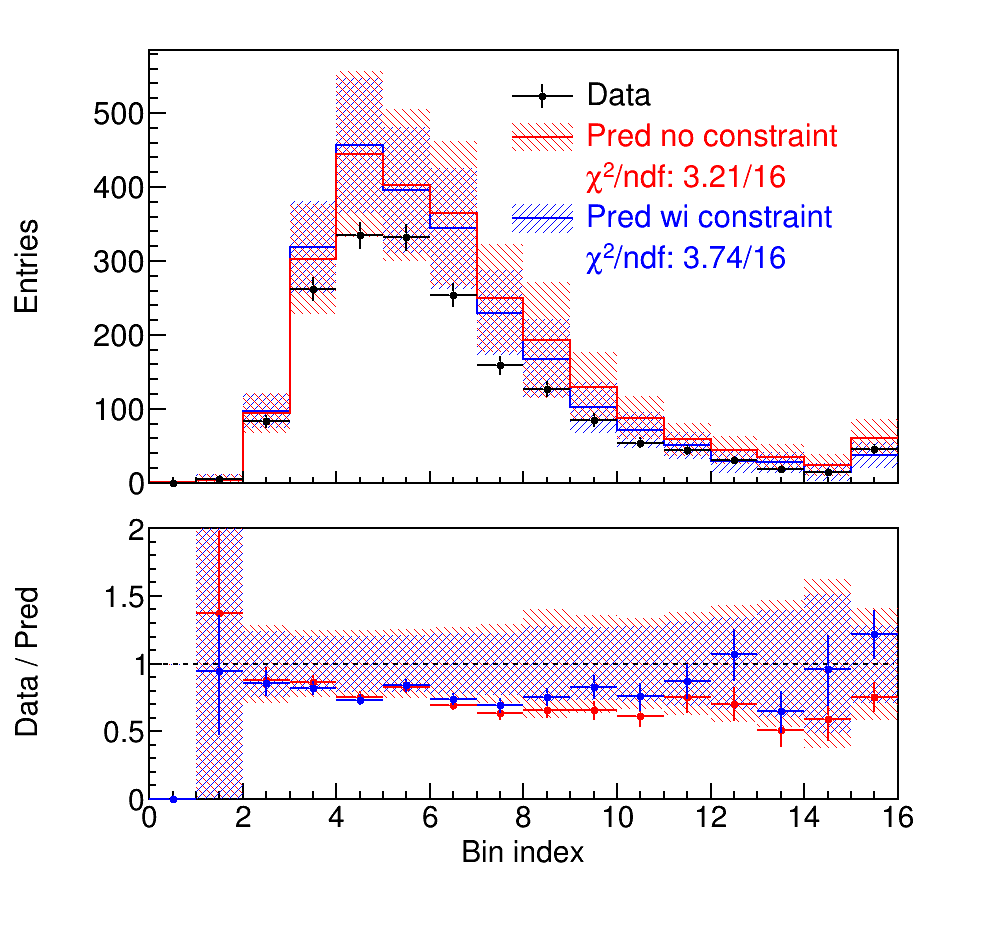 Entries
500
400
300
200
100
0
Data
Pred no constraint
χ²/ndf: 3.21/16
Pred wi constraint
χ²/ndf: 3.74/16
Data / Pred
2
1.5
1
0.5
0
0 2 4 6 8 10 12 14 16
Bin index